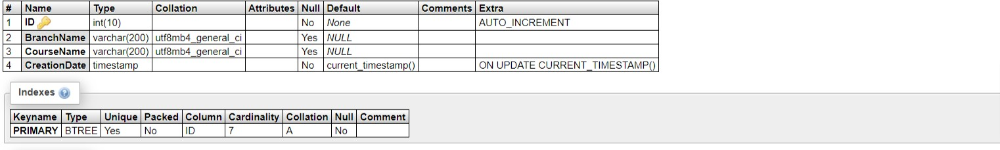 # Name Type Collation Attributes Null Default Comments Extra
1 ID int(10) No None AUTO_INCREMENT
2 BranchName varchar(200) utf8mb4_general_ci Yes NULL
3 CourseName varchar(200) utf8mb4_general_ci Yes NULL
4 CreationDate timestamp No current_timestamp() ON UPDATE CURRENT_TIMESTAMP()
Indexes
Keyname Type Unique Packed Column Cardinality Collation Null Comment
PRIMARY BTREE Yes No ID 7 A No